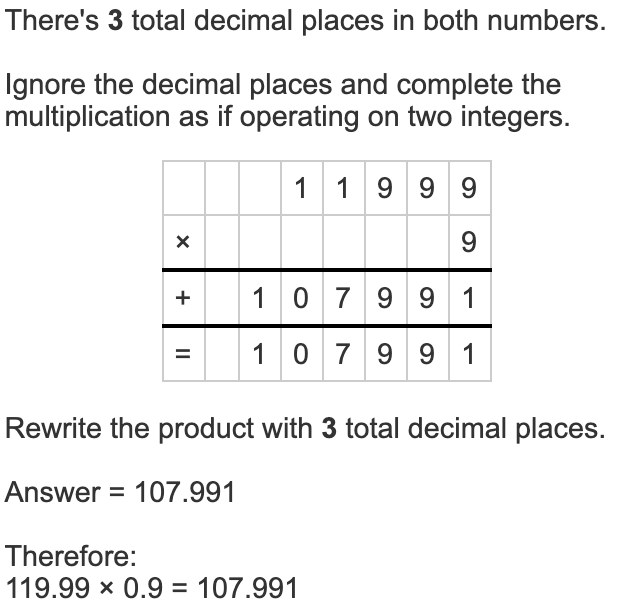 There's 3 total decimal places in both numbers.
Ignore the decimal places and complete the
multiplication as if operating on two integers.
1 1 9 9 9
× 9
+ 1 0 7 9 9 1
= 1 0 7 9 9 1
Rewrite the product with 3 total decimal places.
Answer = 107.991
Therefore:
119.99 × 0.9 = 107.991